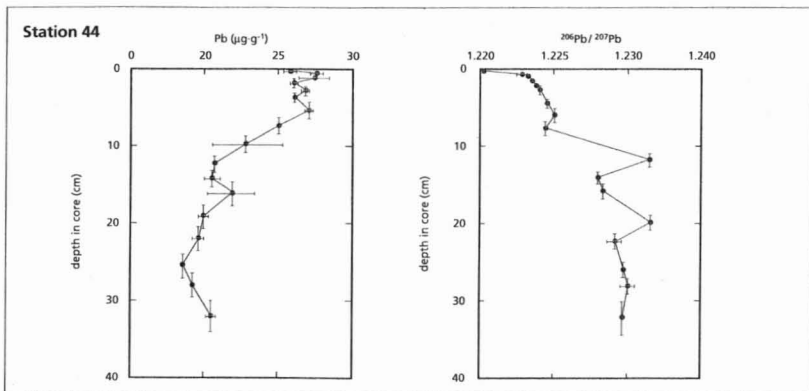 Station 44
Pb (µg·g⁻¹)
²⁰⁶Pb/ ²⁰⁷Pb
10 20 25 30
1.220 1.225 1.230 1.240
0
10
20
30
40
depth in core (cm)
0
10
20
30
40
depth in core (cm)